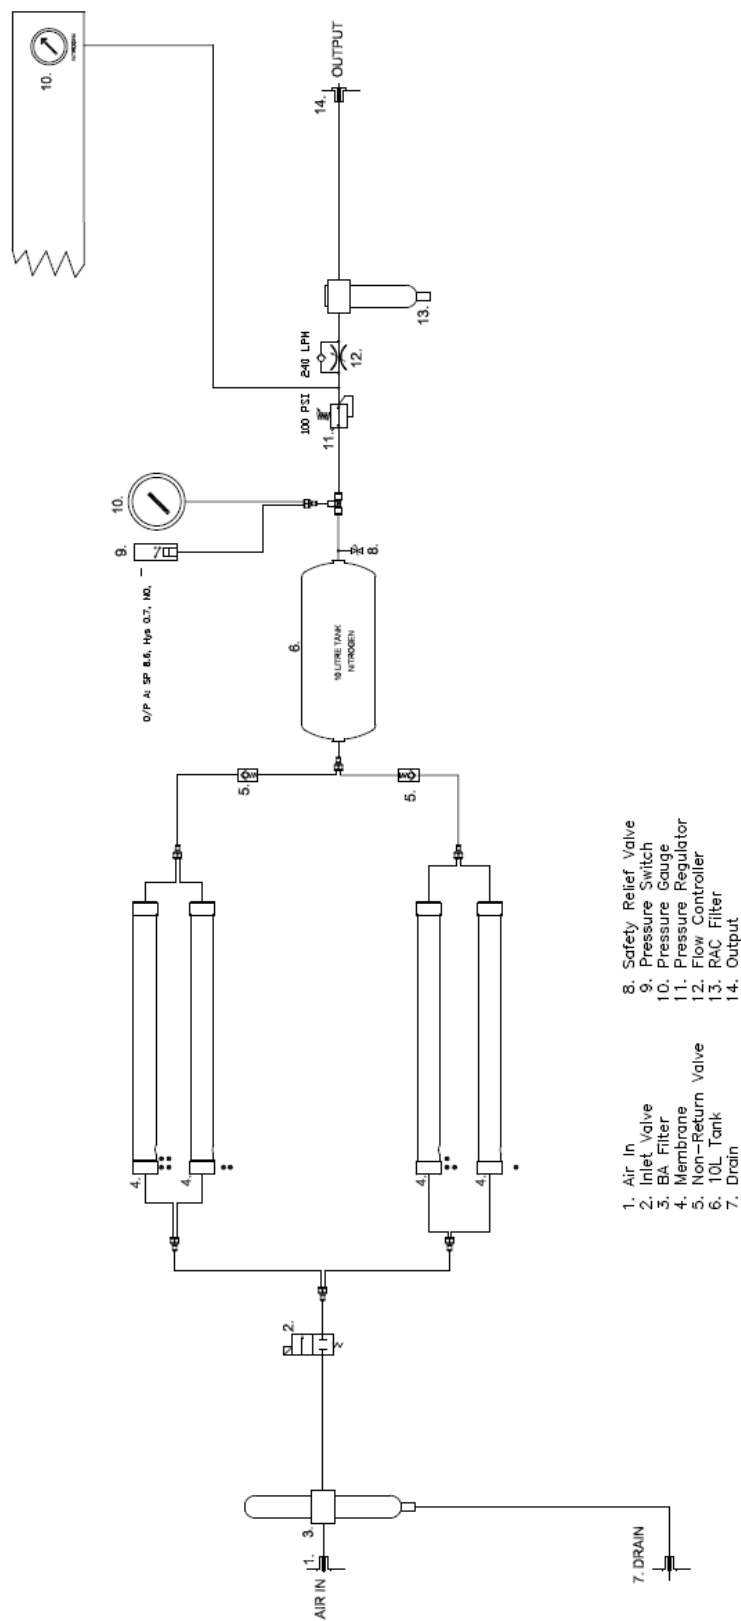 10.
NITROGEN
14.
OUTPUT
13.
240 LPM
12.
100 PSI
11.
10.
9.
O/P A: SP 8.6, Hys 0.7, NO, –
8.
6.
10 LITRE TANK
NITROGEN
5.
5.
4.
4.
4.
4.
2.
3.
1.
AIR IN
7. DRAIN
1. Air In
2. Inlet Valve
3. BA Filter
4. Membrane
5. Non-Return Valve
6. 10L Tank
7. Drain
8. Safety Relief Valve
9. Pressure Switch
10. Pressure Gauge
11. Pressure Regulator
12. Flow Controller
13. RAC Filter
14. Output